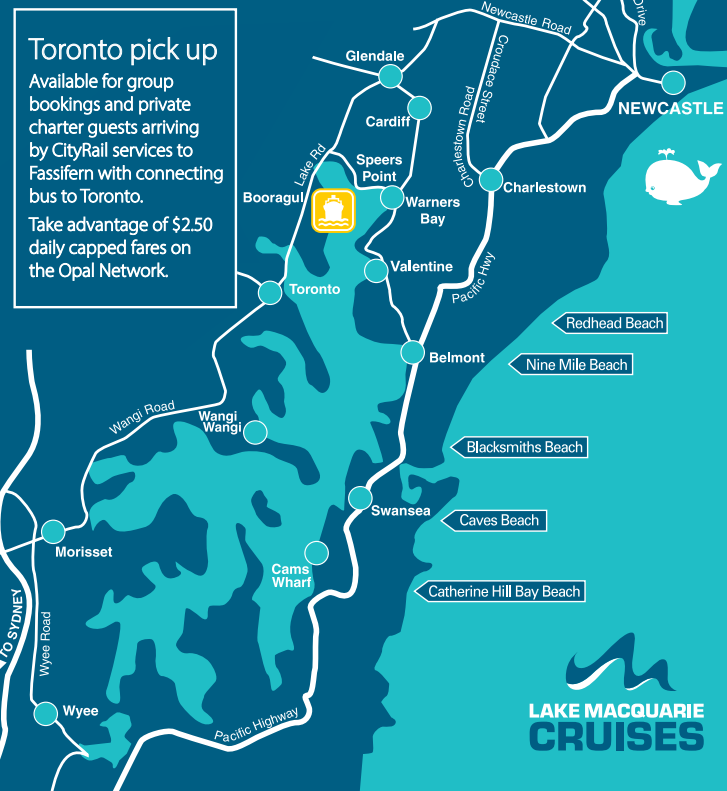 Toronto pick up
Available for group
bookings and private
charter guests arriving
by CityRail services to
Fassifern with connecting
bus to Toronto.
Take advantage of $2.50
daily capped fares on
the Opal Network.
Newcastle Road
Drive
Glendale
Croudace Street
NEWCASTLE
Cardiff
Charlestown Road
Lake Rd
Speers
Point
Charlestown
Booragul
Warners
Bay
Valentine
Pacific Hwy
Toronto
Redhead Beach
Belmont
Nine Mile Beach
Wangi Road
Wangi
Wangi
Blacksmiths Beach
Swansea
Caves Beach
Morisset
Cams
Wharf
Catherine Hill Bay Beach
TO SYDNEY
Wyee Road
Wyee
Pacific Highway
LAKE MACQUARIE
CRUISES